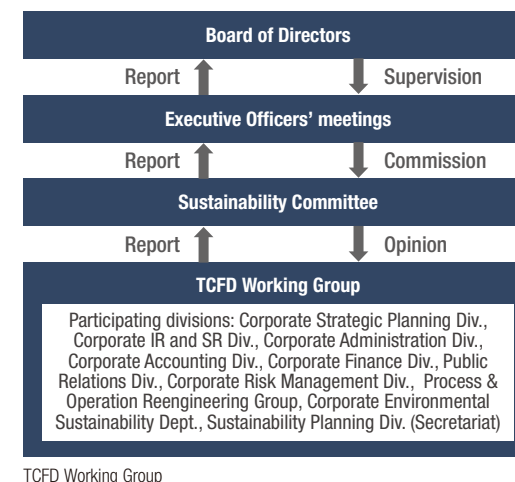 Board of Directors
Report Supervision
Executive Officers’ meetings
Report Commission
Sustainability Committee
Report Opinion
TCFD Working Group
Participating divisions: Corporate Strategic Planning Div.,
Corporate IR and SR Div., Corporate Administration Div.,
Corporate Accounting Div., Corporate Finance Div., Public
Relations Div., Corporate Risk Management Div.,  Process &
Operation Reengineering Group, Corporate Environmental
Sustainability Dept., Sustainability Planning Div. (Secretariat)
TCFD Working Group